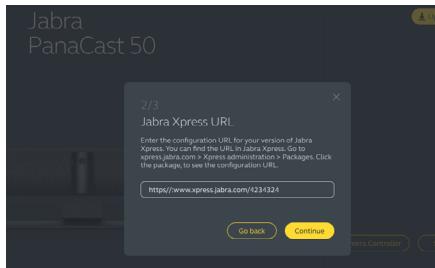 Jabra
PanaCast 50
2/3
Jabra Xpress URL
Enter the configuration URL for your version of Jabra
Xpress. You can find the URL in Jabra Xpress. Go to
xpress.jabra.com > Xpress administration > Packages. Click
the package, to see the configuration URL.
https//:www.xpress.jabra.com/4234324
Go back
Continue
Controller